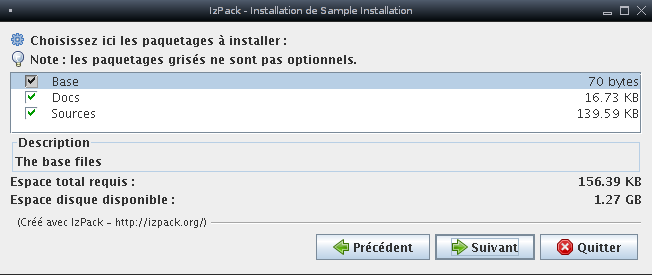 IzPack - Installation de Sample Installation
Choisissez ici les paquetages à installer :
Note : les paquetages grisés ne sont pas optionnels.
Base 70 bytes
Docs 16.73 KB
Sources 139.59 KB
Description
The base files
Espace total requis : 156.39 KB
Espace disque disponible : 1.27 GB
(Créé avec IzPack - http://izpack.org/)
Précédent Suivant Quitter